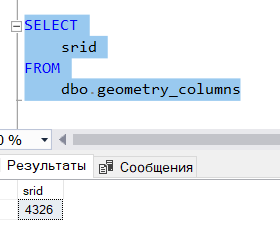 SELECT
srid
FROM
dbo.geometry_columns
0 %
Результаты Сообщения
srid
4326